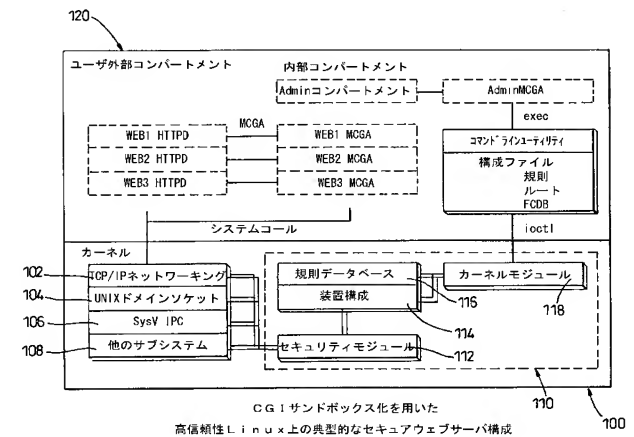 120
ユーザ外部コンパートメント
内部コンパートメント
Adminコンパートメント
AdminMCGA
exec
MCGA
WEB1 HTTPD
WEB1 MCGA
WEB2 HTTPD
WEB2 MCGA
WEB3 HTTPD
WEB3 MCGA
コマンドラインユーティリティ
構成ファイル
規則
ルート
FCDB
システムコール
ioctl
カーネル
102
TCP/IPネットワーキング
104
UNIXドメインソケット
106
SysV IPC
108
他のサブシステム
規則データベース
116
装置構成
114
カーネルモジュール
118
セキュリティモジュール
112
110
100
CGIサンドボックス化を用いた
高信頼性Linux上の典型的なセキュアウェブサーバ構成